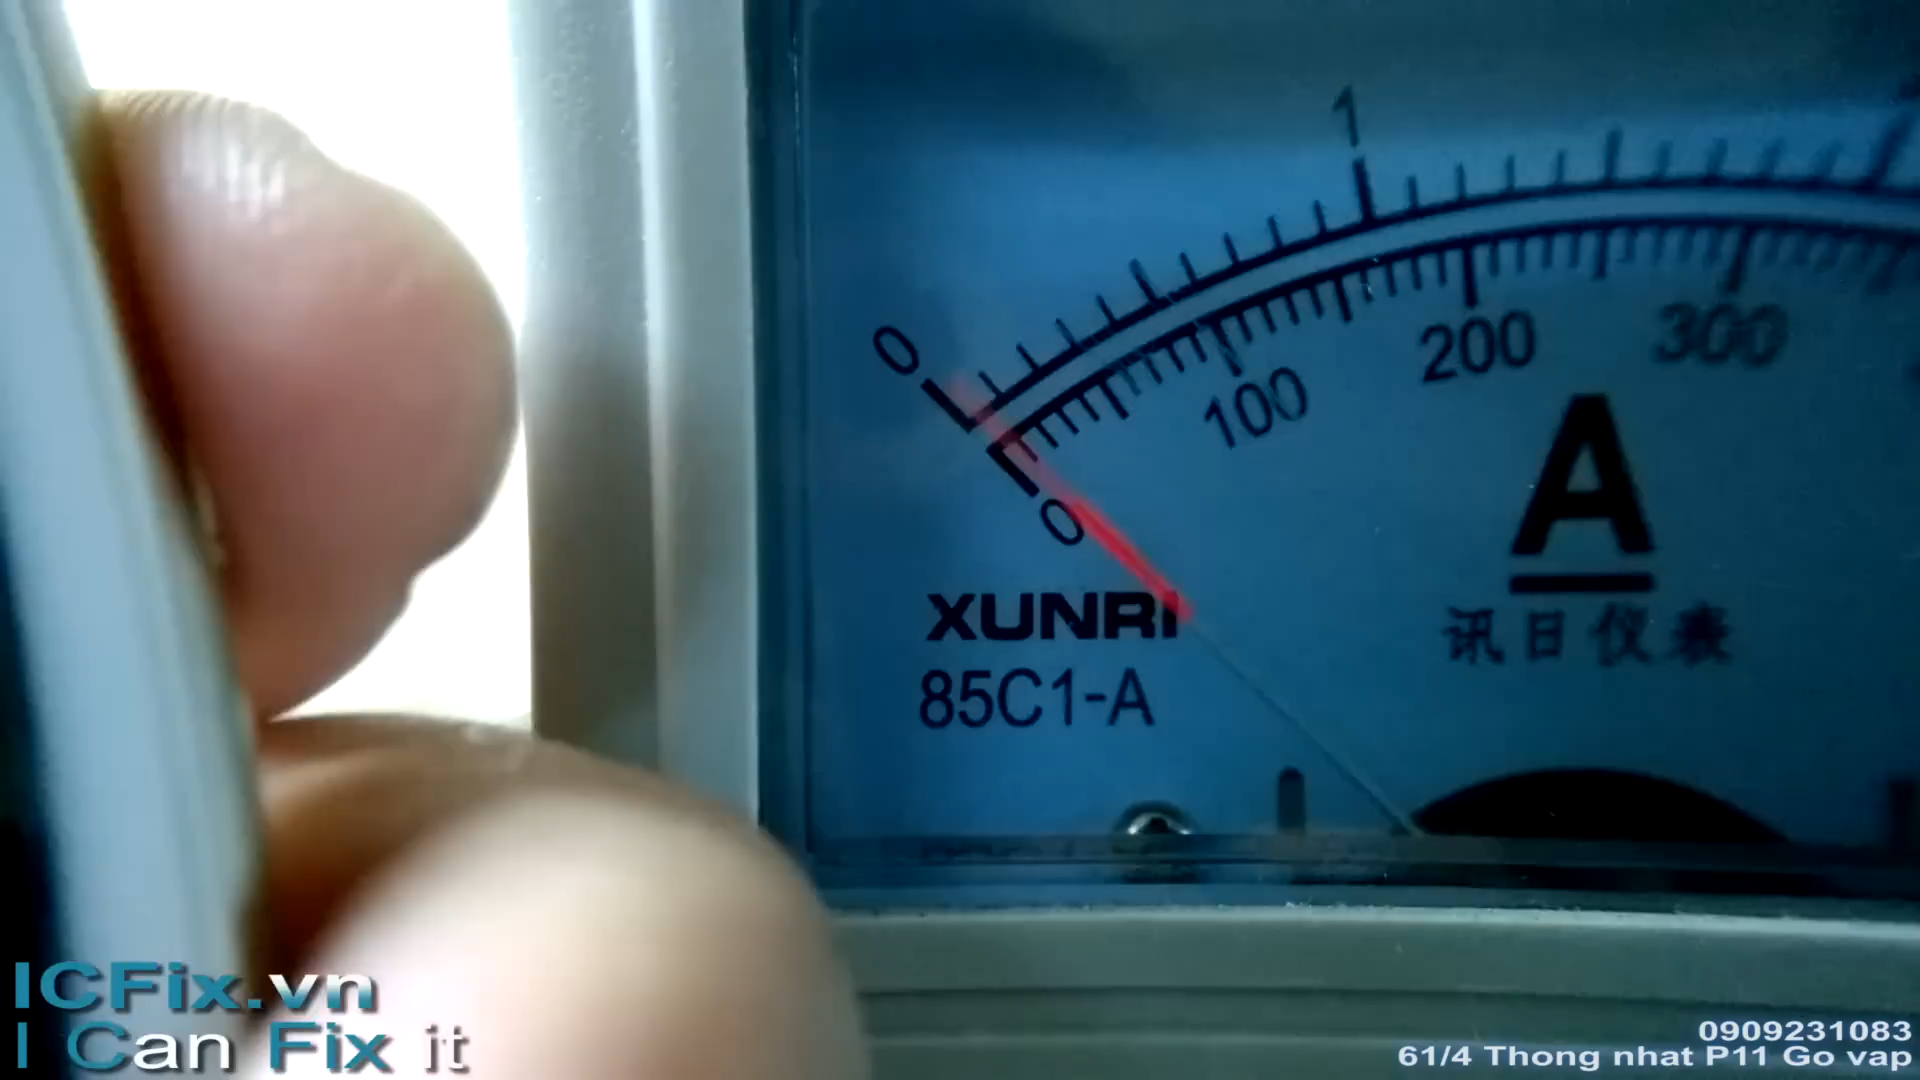 1
0
100
200
300
0
A
XUNRI
讯日仪表
85C1-A
ICFix.vn
I Can Fix it
0909231083
61/4 Thong nhat P11 Go vap